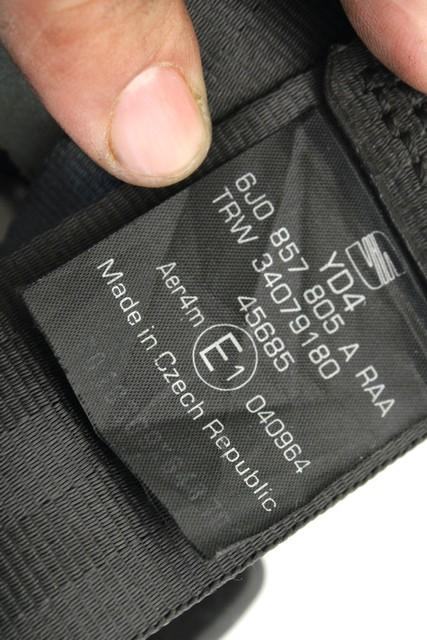 YD4
6J0 857 805 A RAA
TRW 34079180
45685
Aer4m E1 040964
Made in Czech Republic